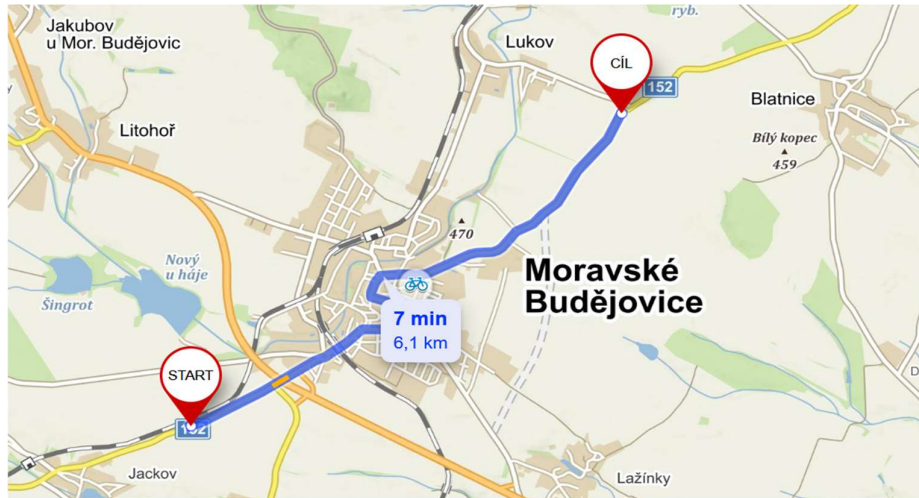 Jakubov
u Mor. Budějovic
ryb.
Lukov
CÍL
152
Blatnice
Litohoř
Bílý kopec
459
470
Nový
u háje
Šingrot
Moravské
Budějovice
7 min
6,1 km
START
152
Jackov
Lažínky
D